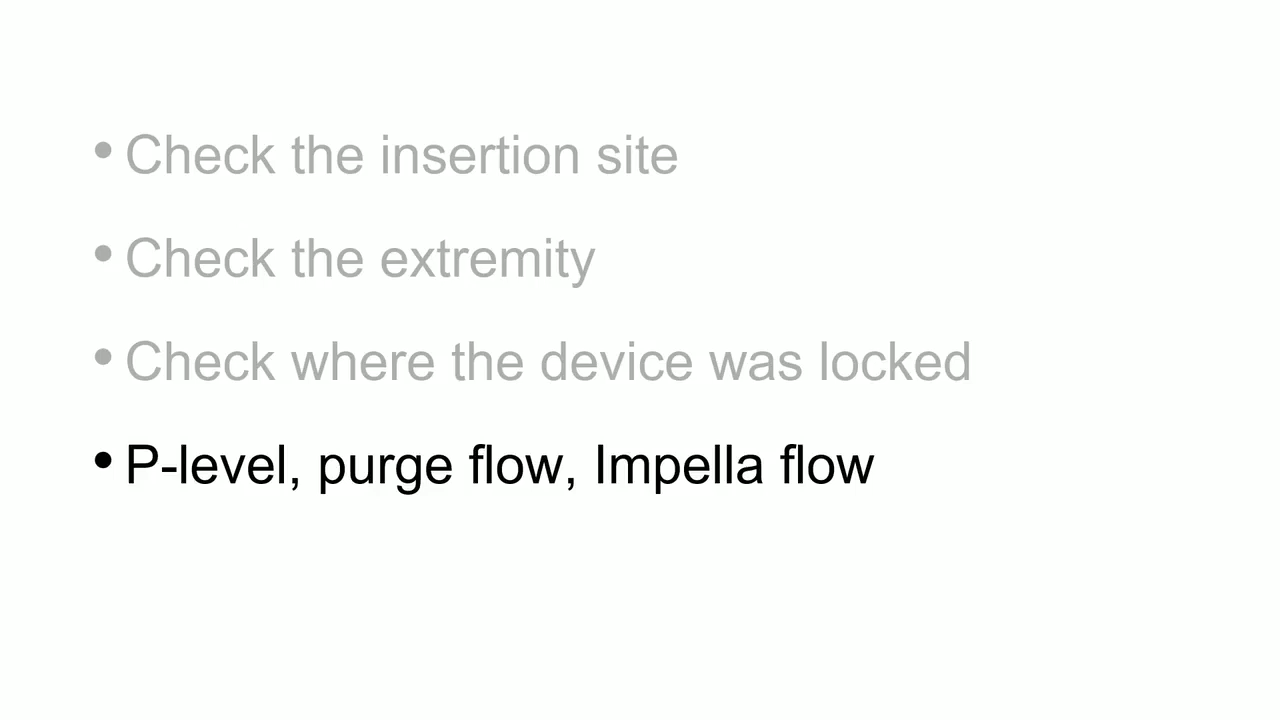 • Check the insertion site
• Check the extremity
• Check where the device was locked
• P-level, purge flow, Impella flow